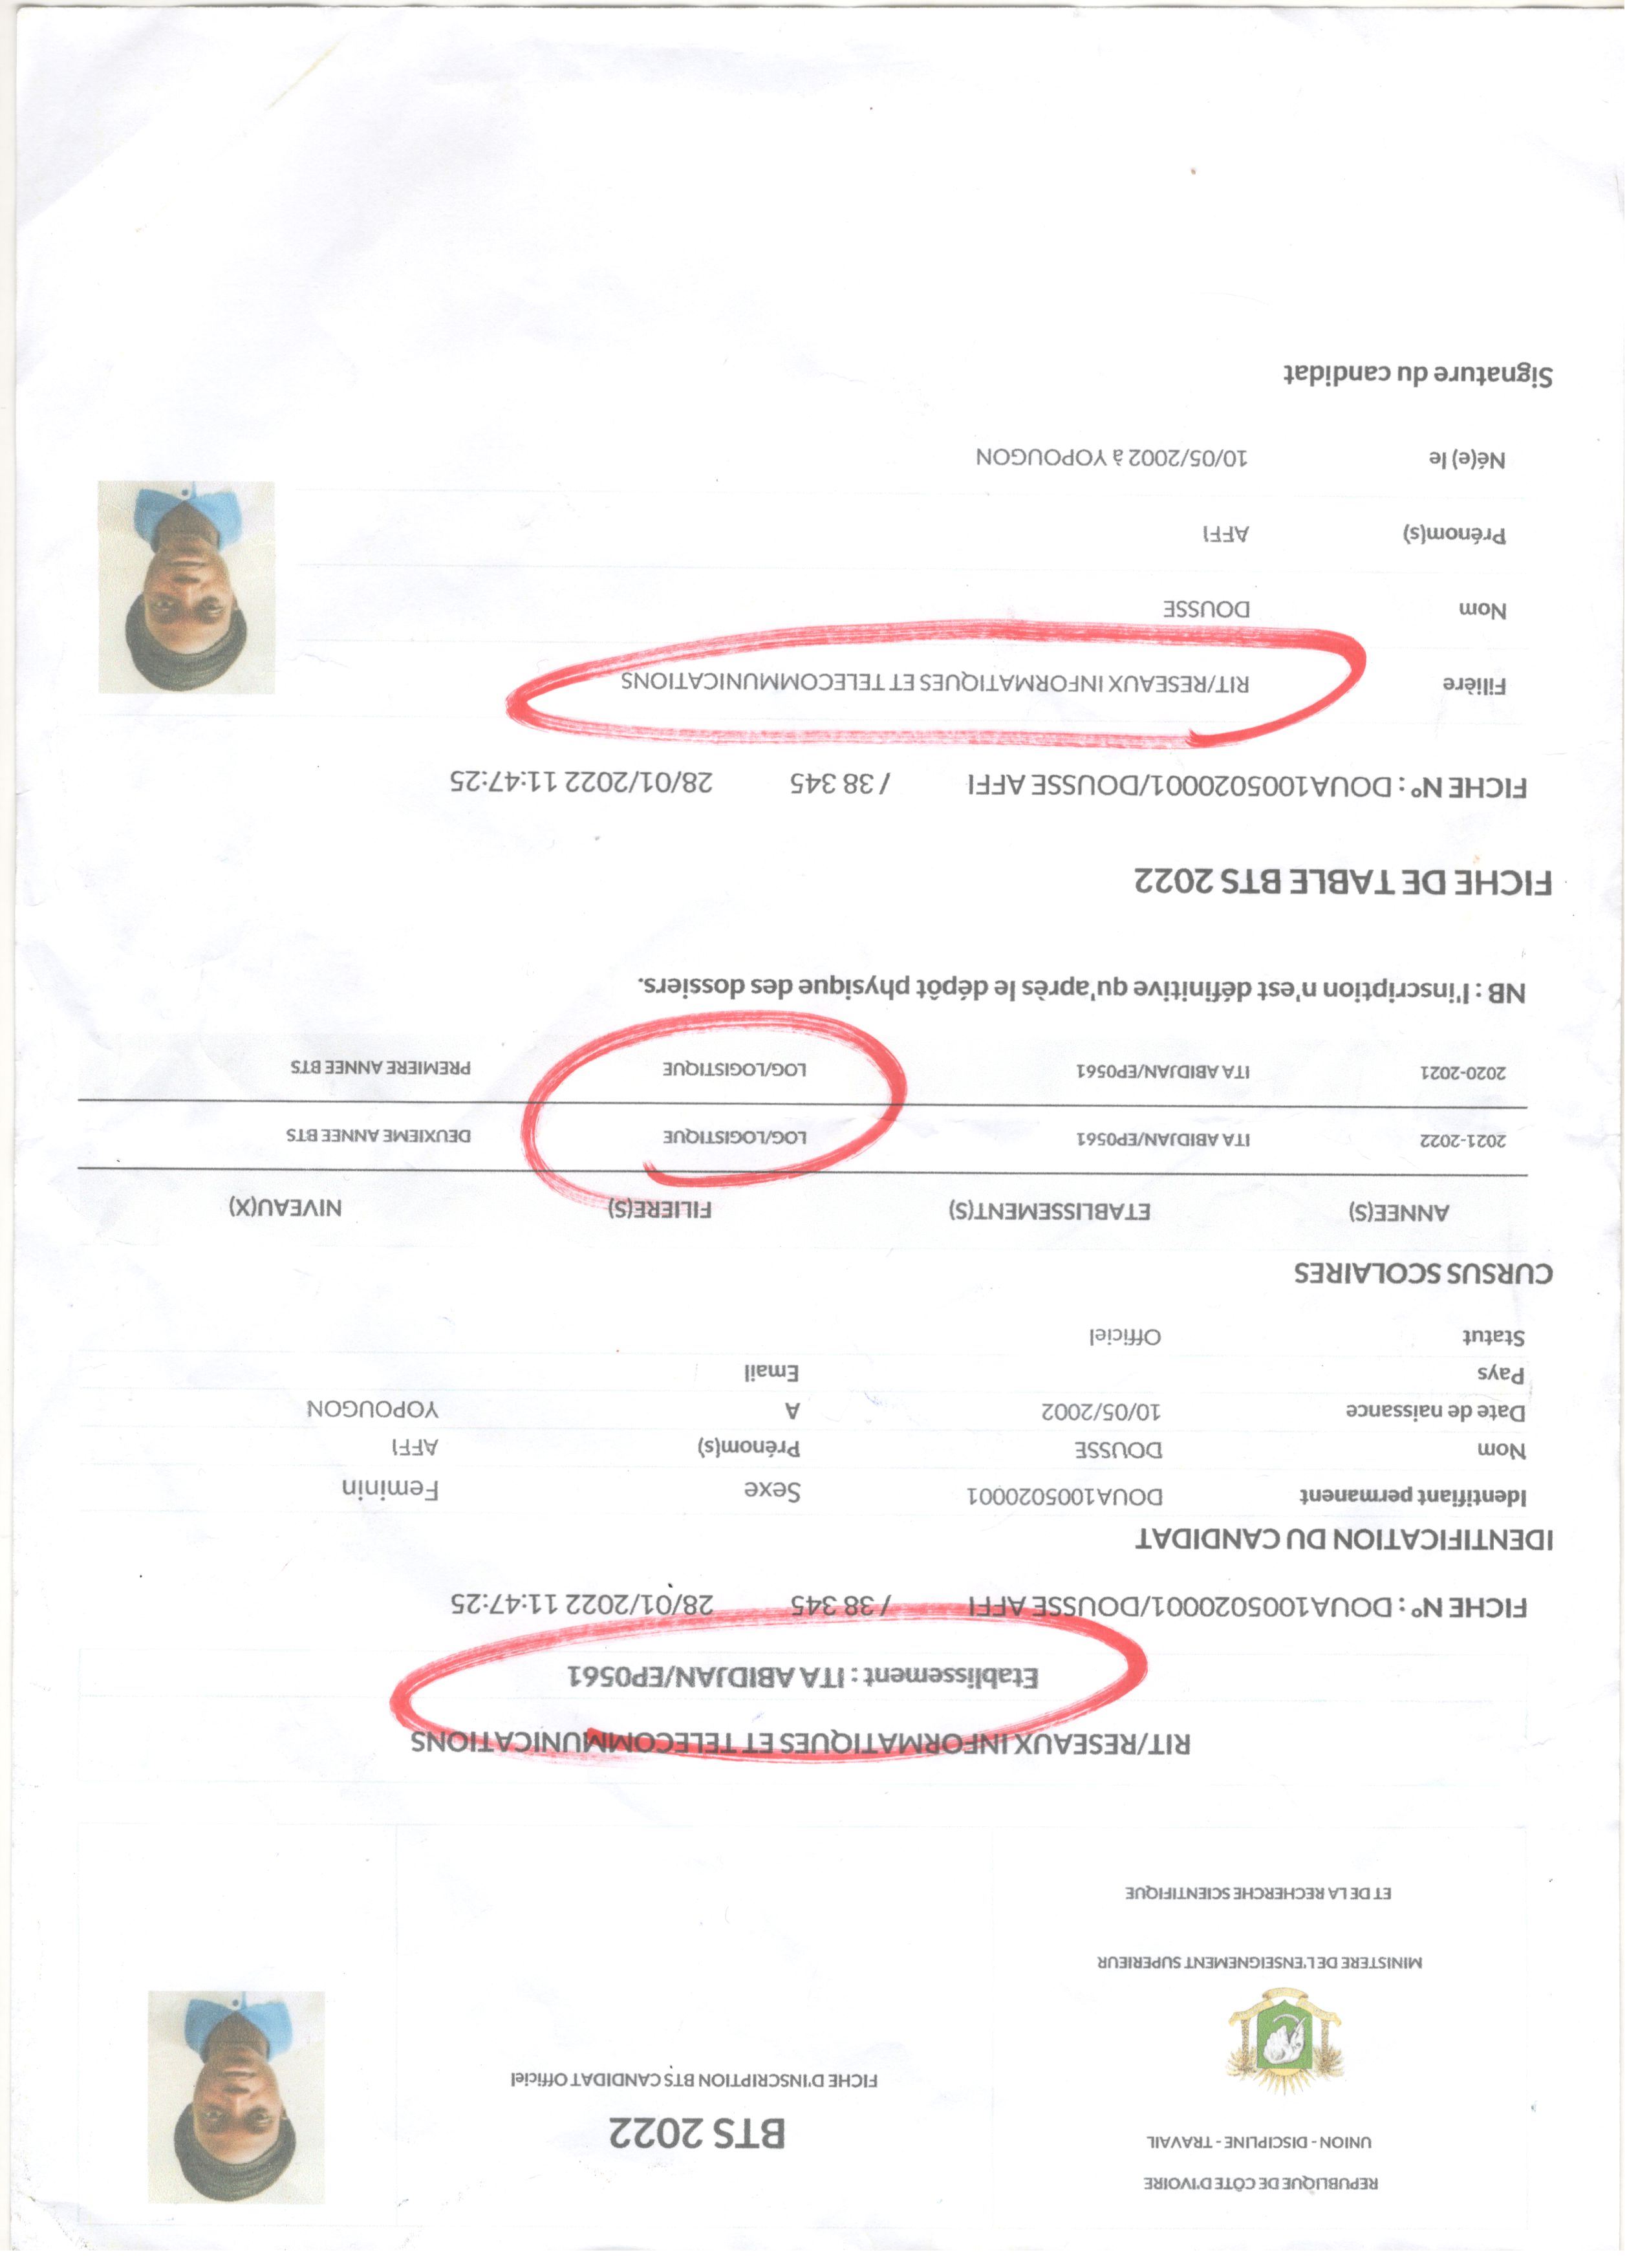 REPUBLIQUE DE CÔTE D'IVOIRE
UNION - DISCIPLINE - TRAVAIL
MINISTERE DE L'ENSEIGNEMENT SUPERIEUR
ET DE LA RECHERCHE SCIENTIFIQUE
BTS 2022
FICHE D'INSCRIPTION BTS CANDIDAT Officiel
RIT/RESEAUX INFORMATIQUES ET TELECOMMUNICATIONS
Etablissement : ITA ABIDJAN/EP0561
FICHE N° : DOUA1005020001/DOUSSE AFFI / 38 345 28/01/2022 11:47:25
IDENTIFICATION DU CANDIDAT
Identifiant permanent DOUA1005020001 Sexe Feminin
Nom DOUSSE Prénom(s) AFFI
Date de naissance 10/05/2002 A YOPOUGON
Pays Email
Statut Officiel
CURSUS SCOLAIRES
ANNEE(S) ETABLISSEMENT(S) FILIERE(S) NIVEAU(X)
2021-2022 ITA ABIDJAN/EP0561 LOG/LOGISTIQUE DEUXIEME ANNEE BTS
2020-2021 ITA ABIDJAN/EP0561 LOG/LOGISTIQUE PREMIERE ANNEE BTS
NB : l'inscription n'est définitive qu'après le dépôt physique des dossiers.
FICHE DE TABLE BTS 2022
FICHE N° : DOUA1005020001/DOUSSE AFFI / 38 345 28/01/2022 11:47:25
Filière RIT/RESEAUX INFORMATIQUES ET TELECOMMUNICATIONS
Nom DOUSSE
Prénom(s) AFFI
Né(e) le 10/05/2002 à YOPOUGON
Signature du candidat